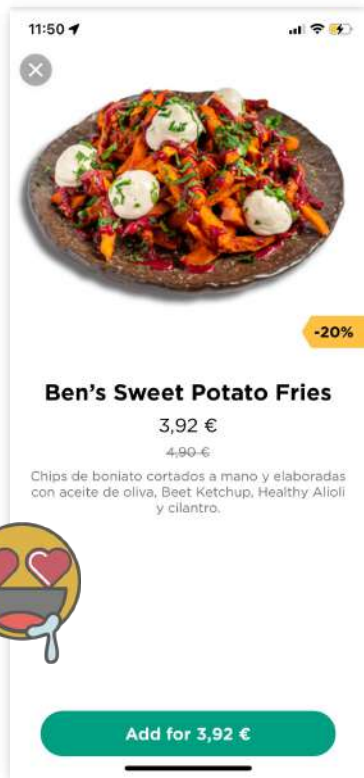 11:50
-20%
Ben's Sweet Potato Fries
3,92 €
4,90 €
Chips de boniato cortados a mano y elaboradas
con aceite de oliva, Beet Ketchup, Healthy Alioli
y cilantro.
Add for 3,92 €